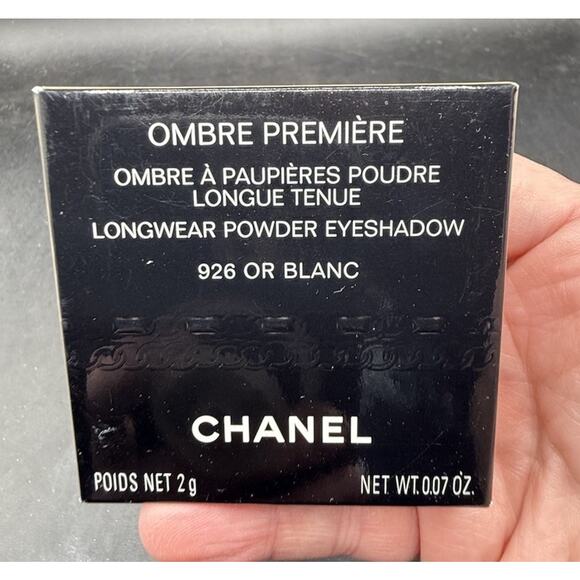 OMBRE PREMIÈRE
OMBRE À PAUPIÈRES POUDRE
LONGUE TENUE
LONGWEAR POWDER EYESHADOW
926 OR BLANC
CHANEL
POIDS NET 2g NET WT. 0.07 OZ.